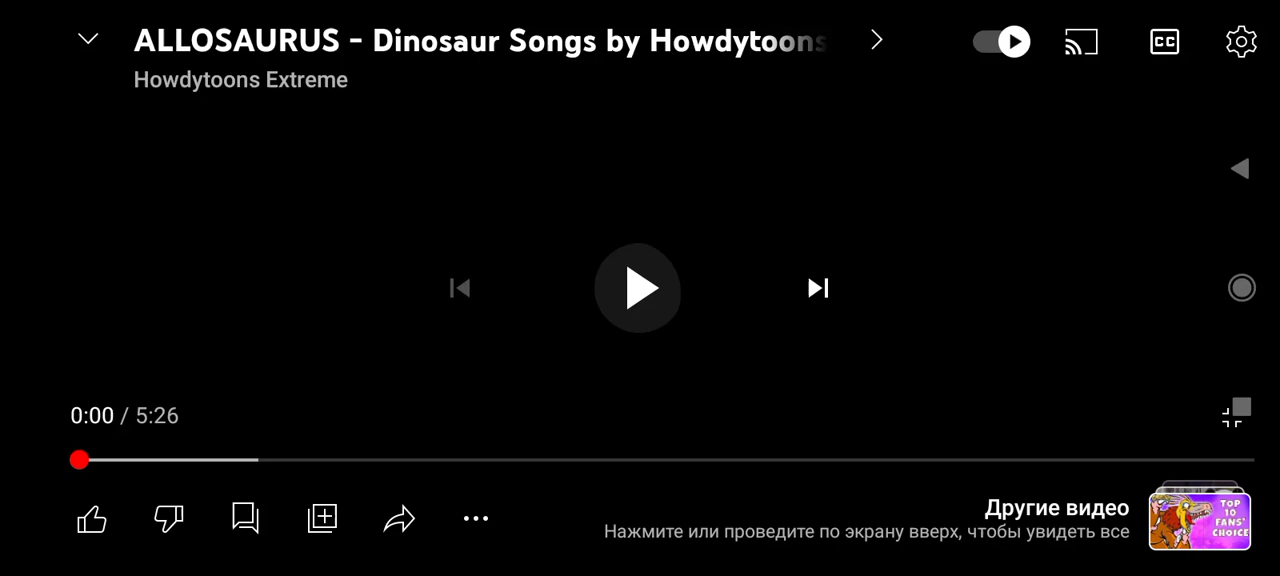 ALLOSAURUS - Dinosaur Songs by Howdytoons
Howdytoons Extreme
CC
0:00 / 5:26
Другие видео
Нажмите или проведите по экрану вверх, чтобы увидеть все
TOP
10
FANS'
CHOICE